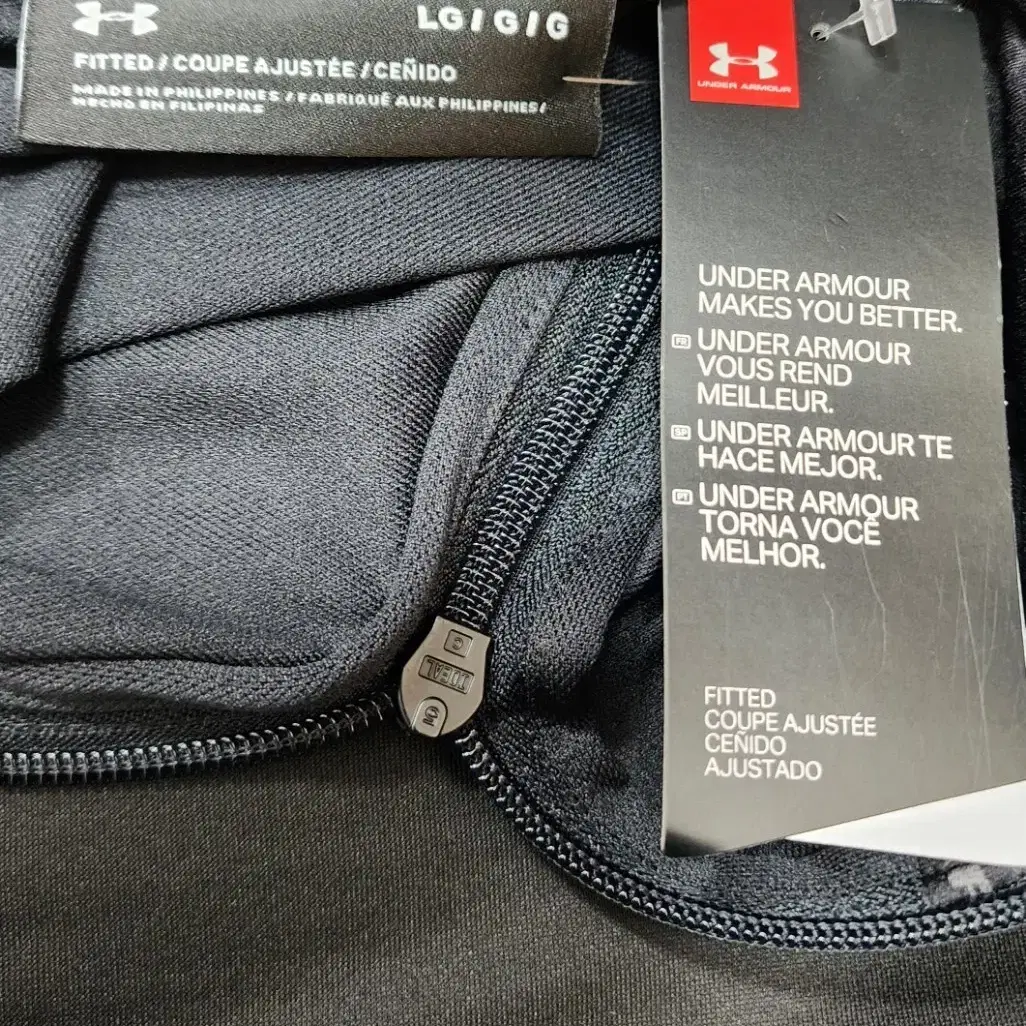 LG / G / G
FITTED / COUPE AJUSTÉE / CEÑIDO
MADE IN PHILIPPINES / FABRIQUÉ AUX PHILIPPINES /
HECHO EN FILIPINAS
UNDER ARMOUR
UNDER ARMOUR
MAKES YOU BETTER.
FR UNDER ARMOUR
VOUS REND
MEILLEUR.
SP UNDER ARMOUR TE
HACE MEJOR.
PT UNDER ARMOUR
TORNA VOCÊ
MELHOR.
FITTED
COUPE AJUSTÉE
CEÑIDO
AJUSTADO
C
IDEAL
5